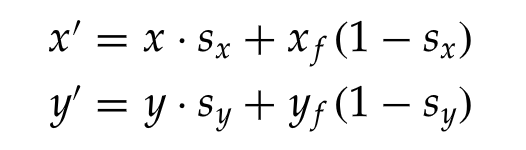 x′ = x · s_x + x_f(1 − s_x)
y′ = y · s_y + y_f(1 − s_y)